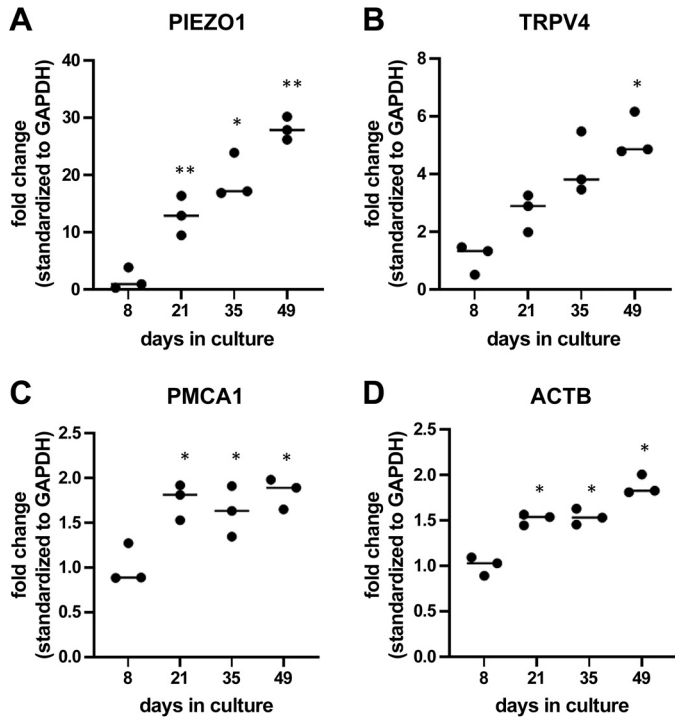 A
PIEZO1
fold change
(standardized to GAPDH)
40
30
20
10
0
**
*
**
8 21 35 49
days in culture
B
TRPV4
fold change
(standardized to GAPDH)
8
6
4
2
0
*
8 21 35 49
days in culture
C
PMCA1
fold change
(standardized to GAPDH)
2.5
2.0
1.5
1.0
0.5
0.0
* * *
8 21 35 49
days in culture
D
ACTB
fold change
(standardized to GAPDH)
2.5
2.0
1.5
1.0
0.5
0.0
* * *
8 21 35 49
days in culture